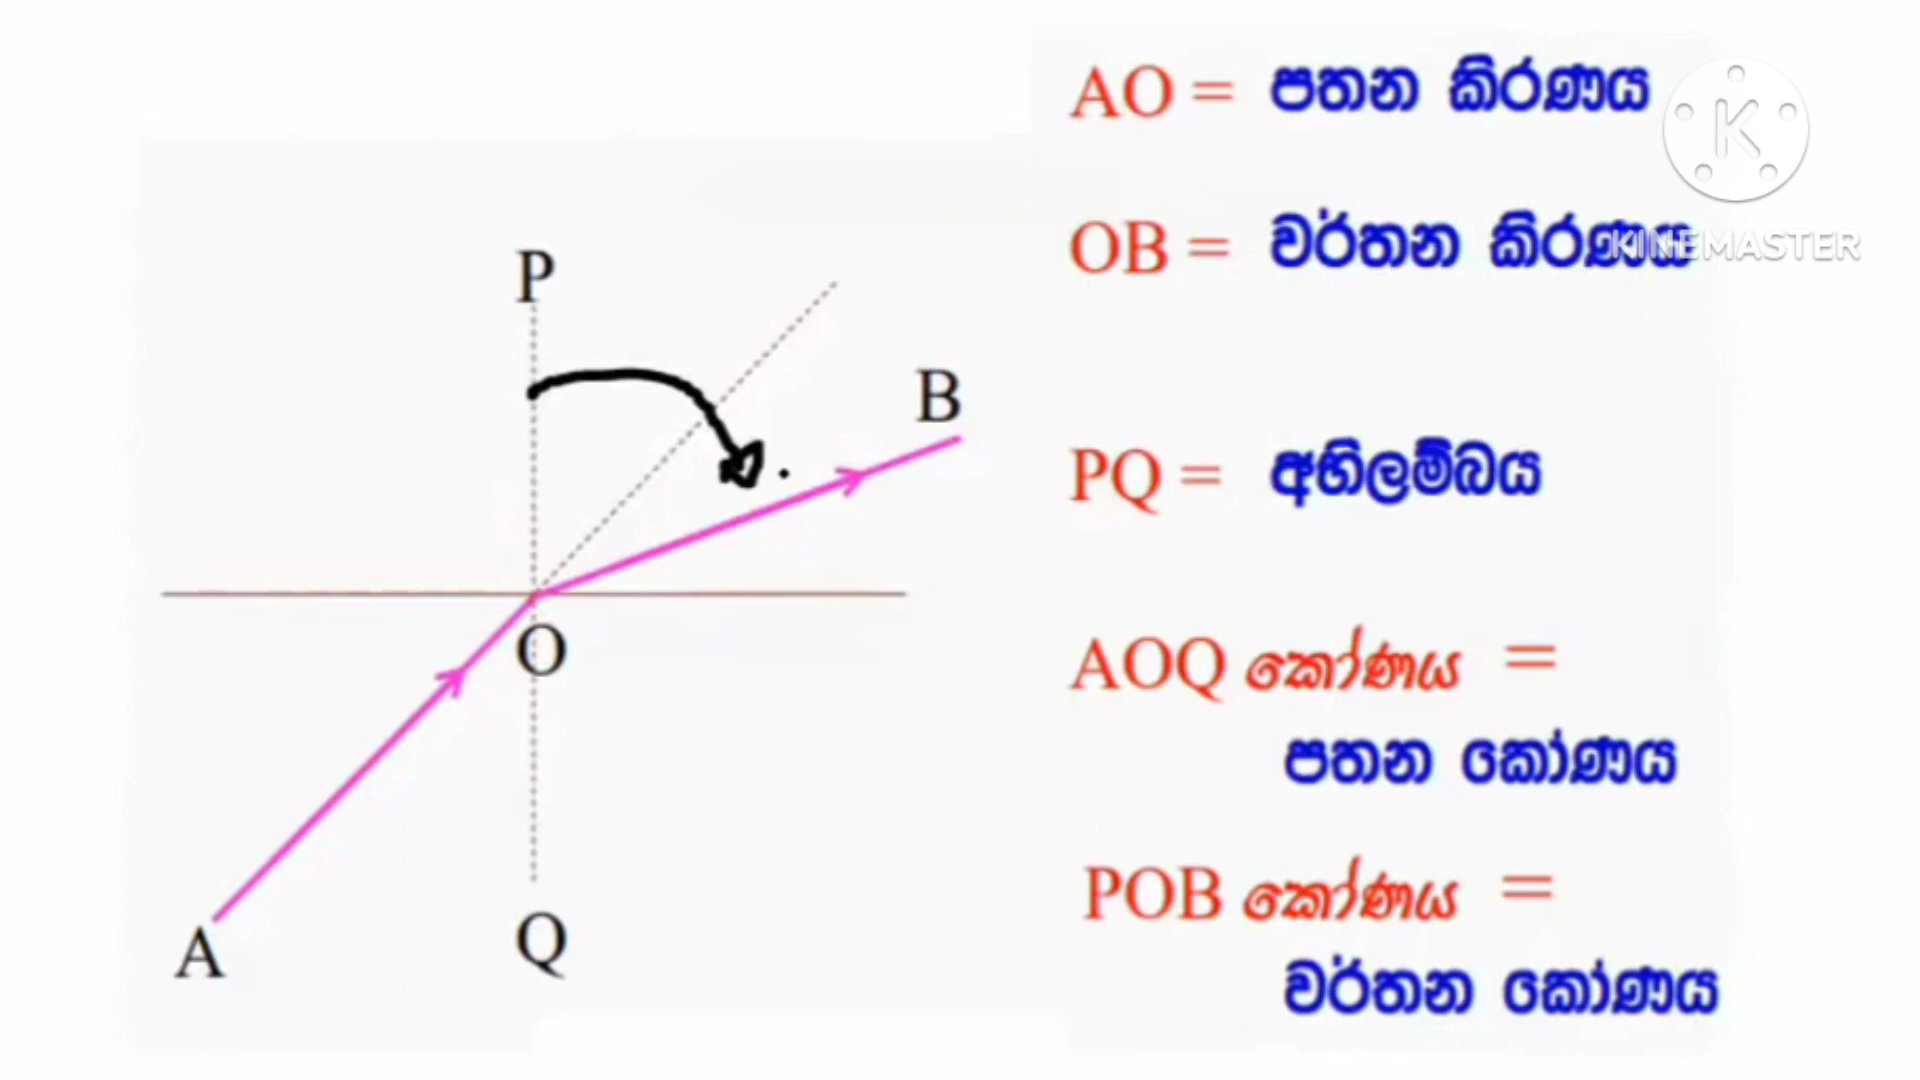 P
B
O
A
Q
AO = පතන කිරණය
OB = වර්තන කිරණය
PQ = අභිලම්බය
AOQ කෝණය =
පතන කෝණය
POB කෝණය =
වර්තන කෝණය
K
KINEMASTER